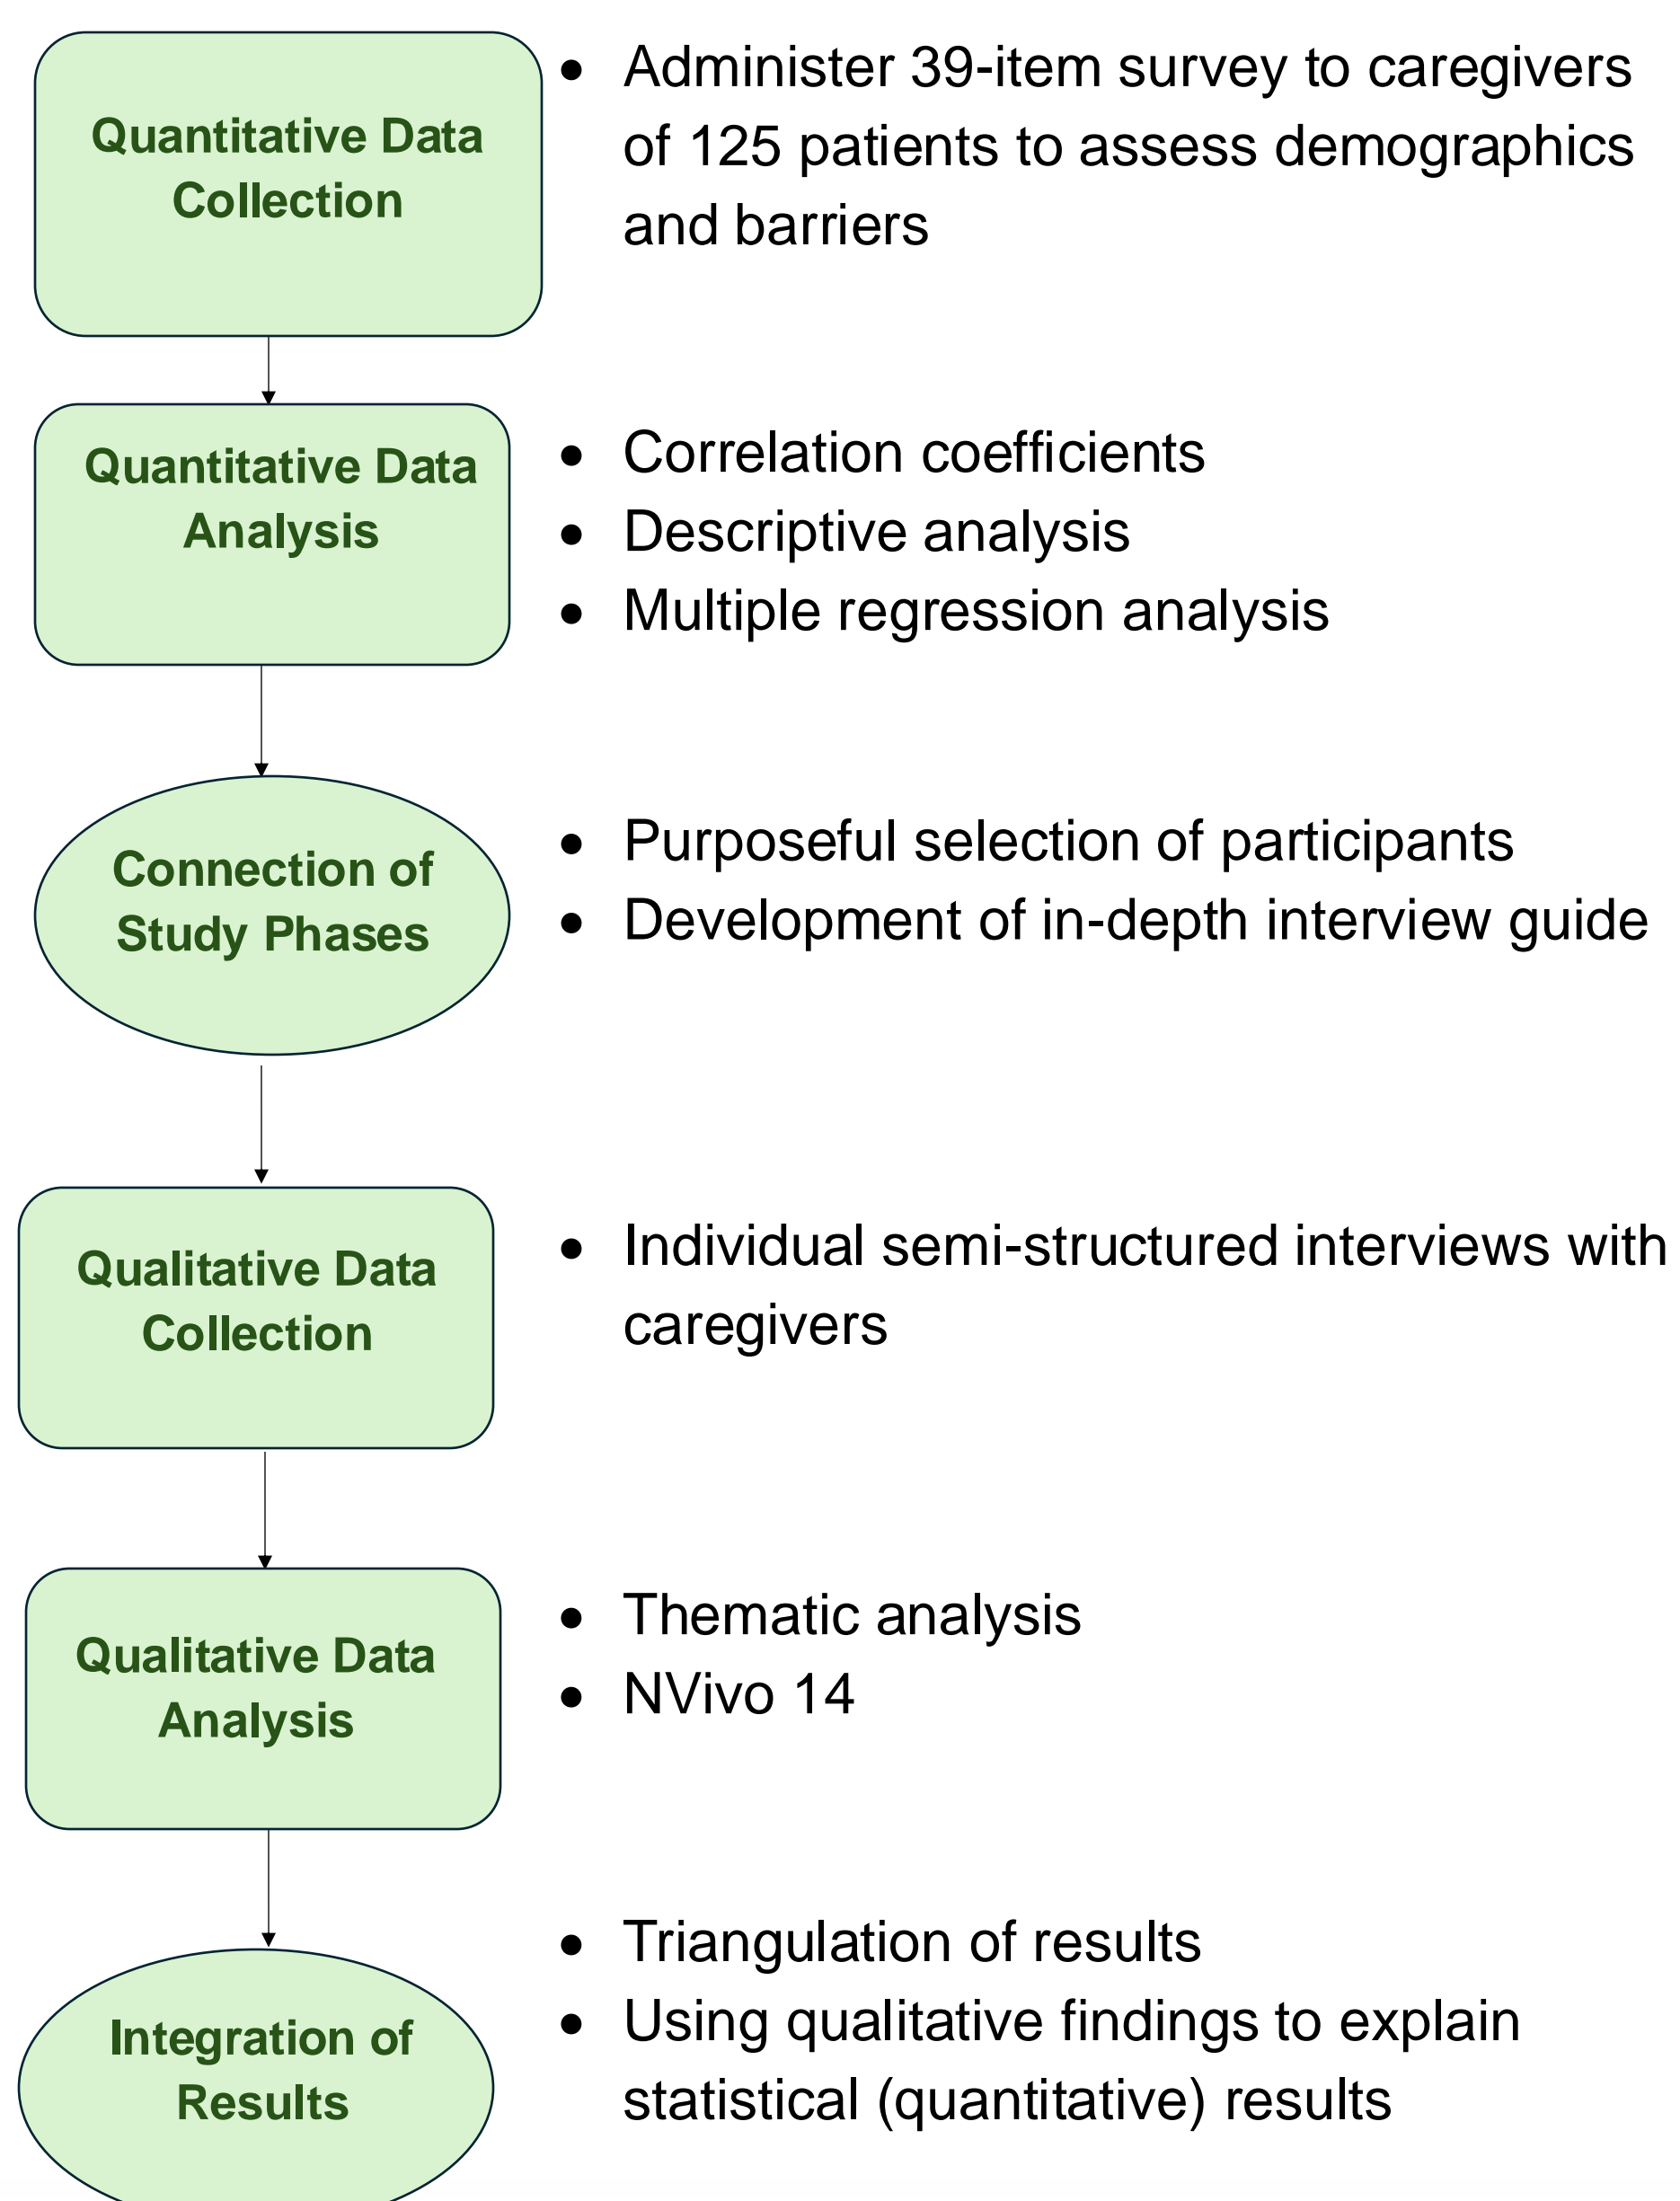 Quantitative Data
Collection
• Administer 39-item survey to caregivers
of 125 patients to assess demographics
and barriers
Quantitative Data
Analysis
• Correlation coefficients
• Descriptive analysis
• Multiple regression analysis
Connection of
Study Phases
• Purposeful selection of participants
• Development of in-depth interview guide
Qualitative Data
Collection
• Individual semi-structured interviews with
caregivers
Qualitative Data
Analysis
• Thematic analysis
• NVivo 14
Integration of
Results
• Triangulation of results
• Using qualitative findings to explain
statistical (quantitative) results